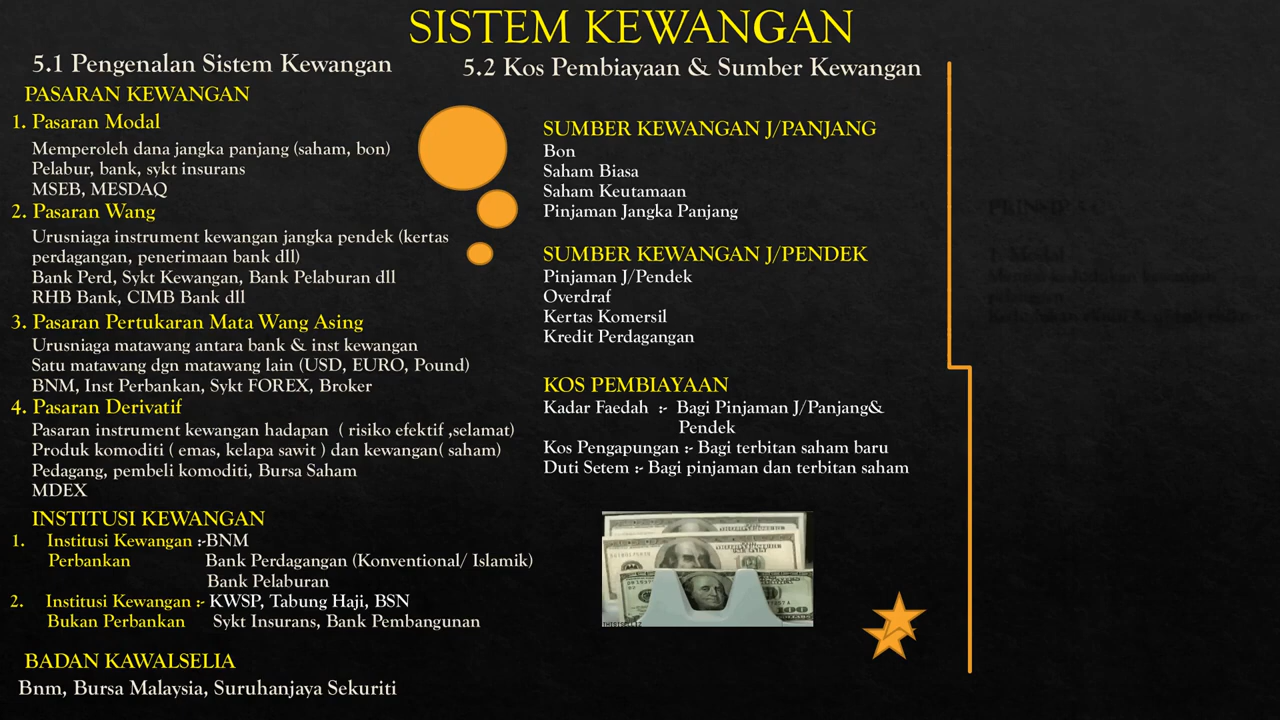 SISTEM KEWANGAN
5.1 Pengenalan Sistem Kewangan
PASARAN KEWANGAN
1. Pasaran Modal
Memperoleh dana jangka panjang (saham, bon)
Pelabur, bank, sykt insurans
MSEB, MESDAQ
2. Pasaran Wang
Urusniaga instrument kewangan jangka pendek (kertas
perdagangan, penerimaan bank dll)
Bank Perd, Sykt Kewangan, Bank Pelaburan dll
RHB Bank, CIMB Bank dll
3. Pasaran Pertukaran Mata Wang Asing
Urusniaga matawang antara bank & inst kewangan
Satu matawang dgn matawang lain (USD, EURO, Pound)
BNM, Inst Perbankan, Sykt FOREX, Broker
4. Pasaran Derivatif
Pasaran instrument kewangan hadapan ( risiko efektif ,selamat)
Produk komoditi ( emas, kelapa sawit ) dan kewangan( saham)
Pedagang, pembeli komoditi, Bursa Saham
MDEX
INSTITUSI KEWANGAN
1. Institusi Kewangan :-BNM
Perbankan Bank Perdagangan (Konventional/ Islamik)
Bank Pelaburan
2. Institusi Kewangan :- KWSP, Tabung Haji, BSN
Bukan Perbankan Sykt Insurans, Bank Pembangunan
BADAN KAWALSELIA
Bnm, Bursa Malaysia, Suruhanjaya Sekuriti
5.2 Kos Pembiayaan & Sumber Kewangan
SUMBER KEWANGAN J/PANJANG
Bon
Saham Biasa
Saham Keutamaan
Pinjaman Jangka Panjang
SUMBER KEWANGAN J/PENDEK
Pinjaman J/Pendek
Overdraf
Kertas Komersil
Kredit Perdagangan
KOS PEMBIAYAAN
Kadar Faedah :- Bagi Pinjaman J/Panjang&
Pendek
Kos Pengapungan :- Bagi terbitan saham baru
Duti Setem :- Bagi pinjaman dan terbitan saham
100